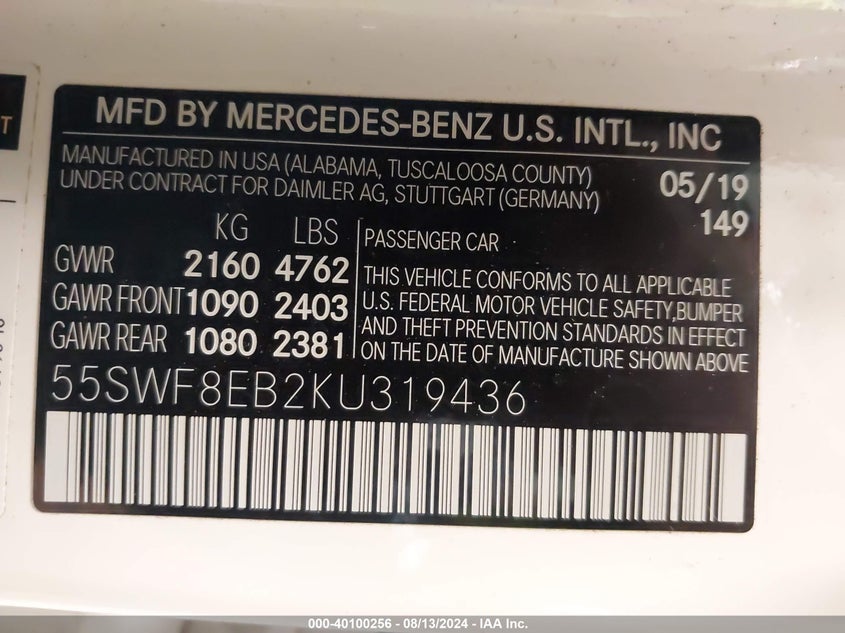 MFD BY MERCEDES-BENZ U.S. INTL., INC
MANUFACTURED IN USA (ALABAMA, TUSCALOOSA COUNTY)
UNDER CONTRACT FOR DAIMLER AG, STUTTGART (GERMANY)
05/19
149
KG LBS
GVWR 2160 4762
GAWR FRONT 1090 2403
GAWR REAR 1080 2381
PASSENGER CAR
THIS VEHICLE CONFORMS TO ALL APPLICABLE
U.S. FEDERAL MOTOR VEHICLE SAFETY,BUMPER
AND THEFT PREVENTION STANDARDS IN EFFECT
ON THE DATE OF MANUFACTURE SHOWN ABOVE
55SWF8EB2KU319436
000-40100256 - 08/13/2024 - IAA Inc.